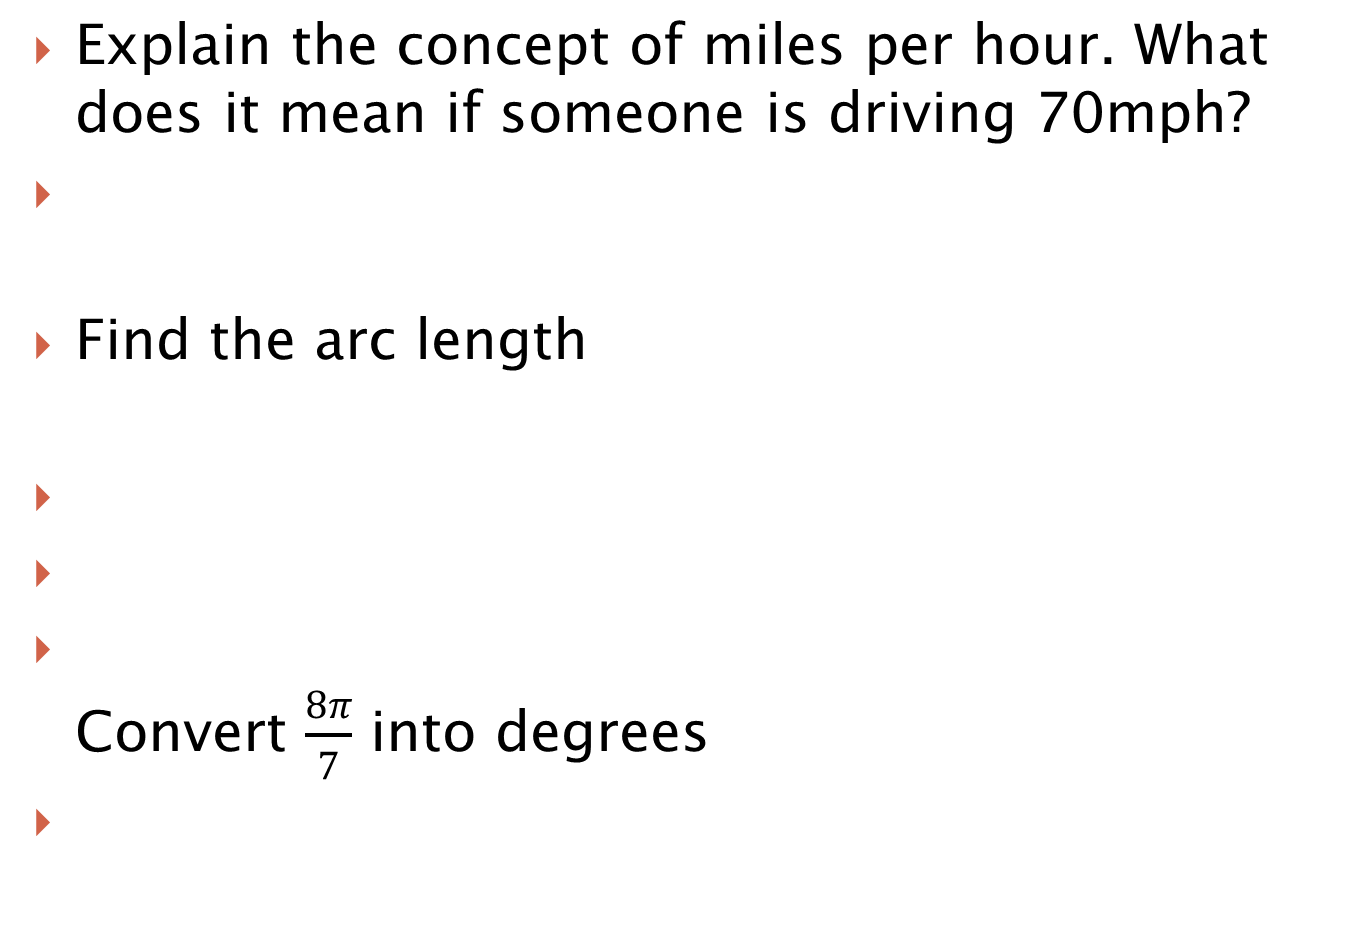 Explain the concept of miles per hour. What
does it mean if someone is driving 70mph?
Find the arc length
Convert 8π/7 into degrees